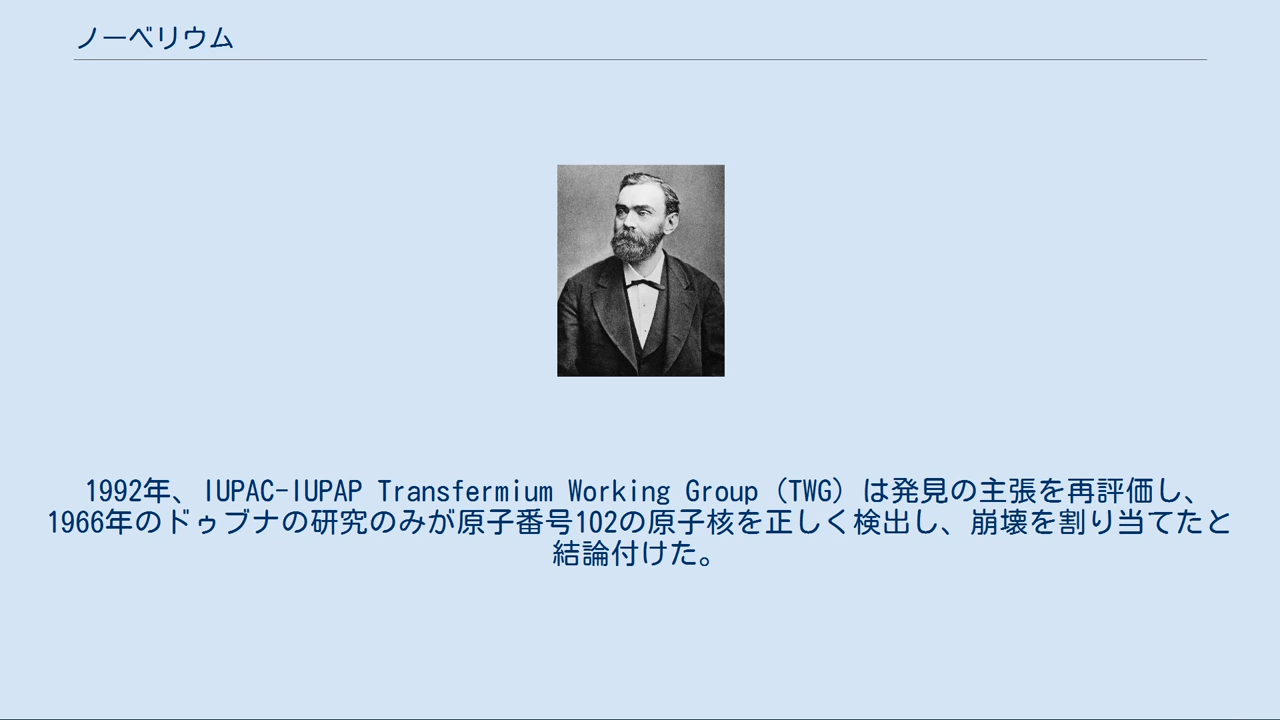 ノーベリウム
1992年、IUPAC-IUPAP Transfermium Working Group (TWG) は発見の主張を再評価し、
1966年のドゥブナの研究のみが原子番号102の原子核を正しく検出し、崩壊を割り当てたと
結論付けた。